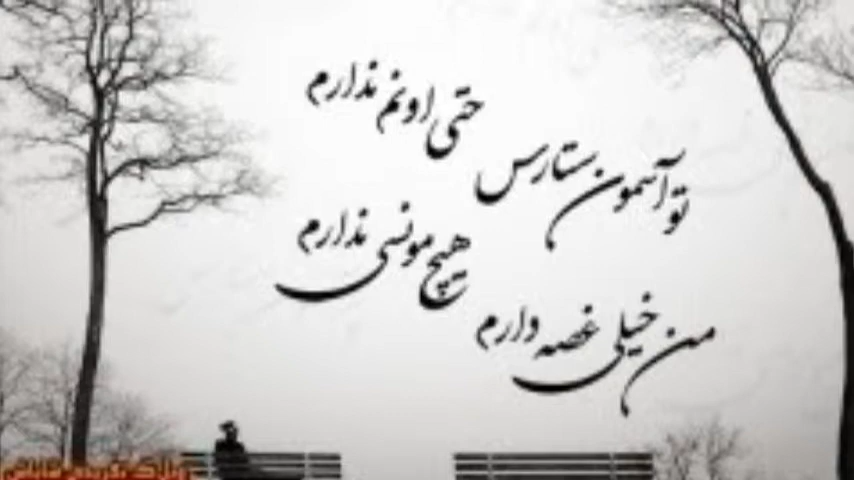 تو آسمون ستارس
حتی اونم ندارم
من خیلی غصه دارم
هیچ مونسی ندارم